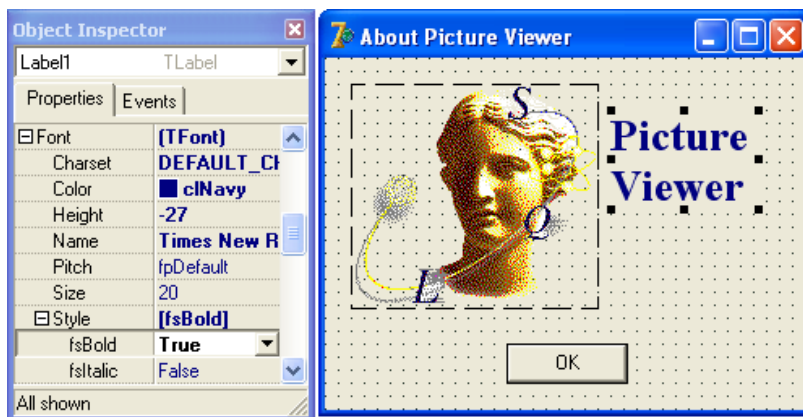 Object Inspector
Label1 TLabel
Properties Events
Font (TFont)
Charset DEFAULT_CH
Color clNavy
Height -27
Name Times New R
Pitch fpDefault
Size 20
Style [fsBold]
fsBold True
fsItalic False
All shown
7 About Picture Viewer
S
Q
L
Picture
Viewer
OK